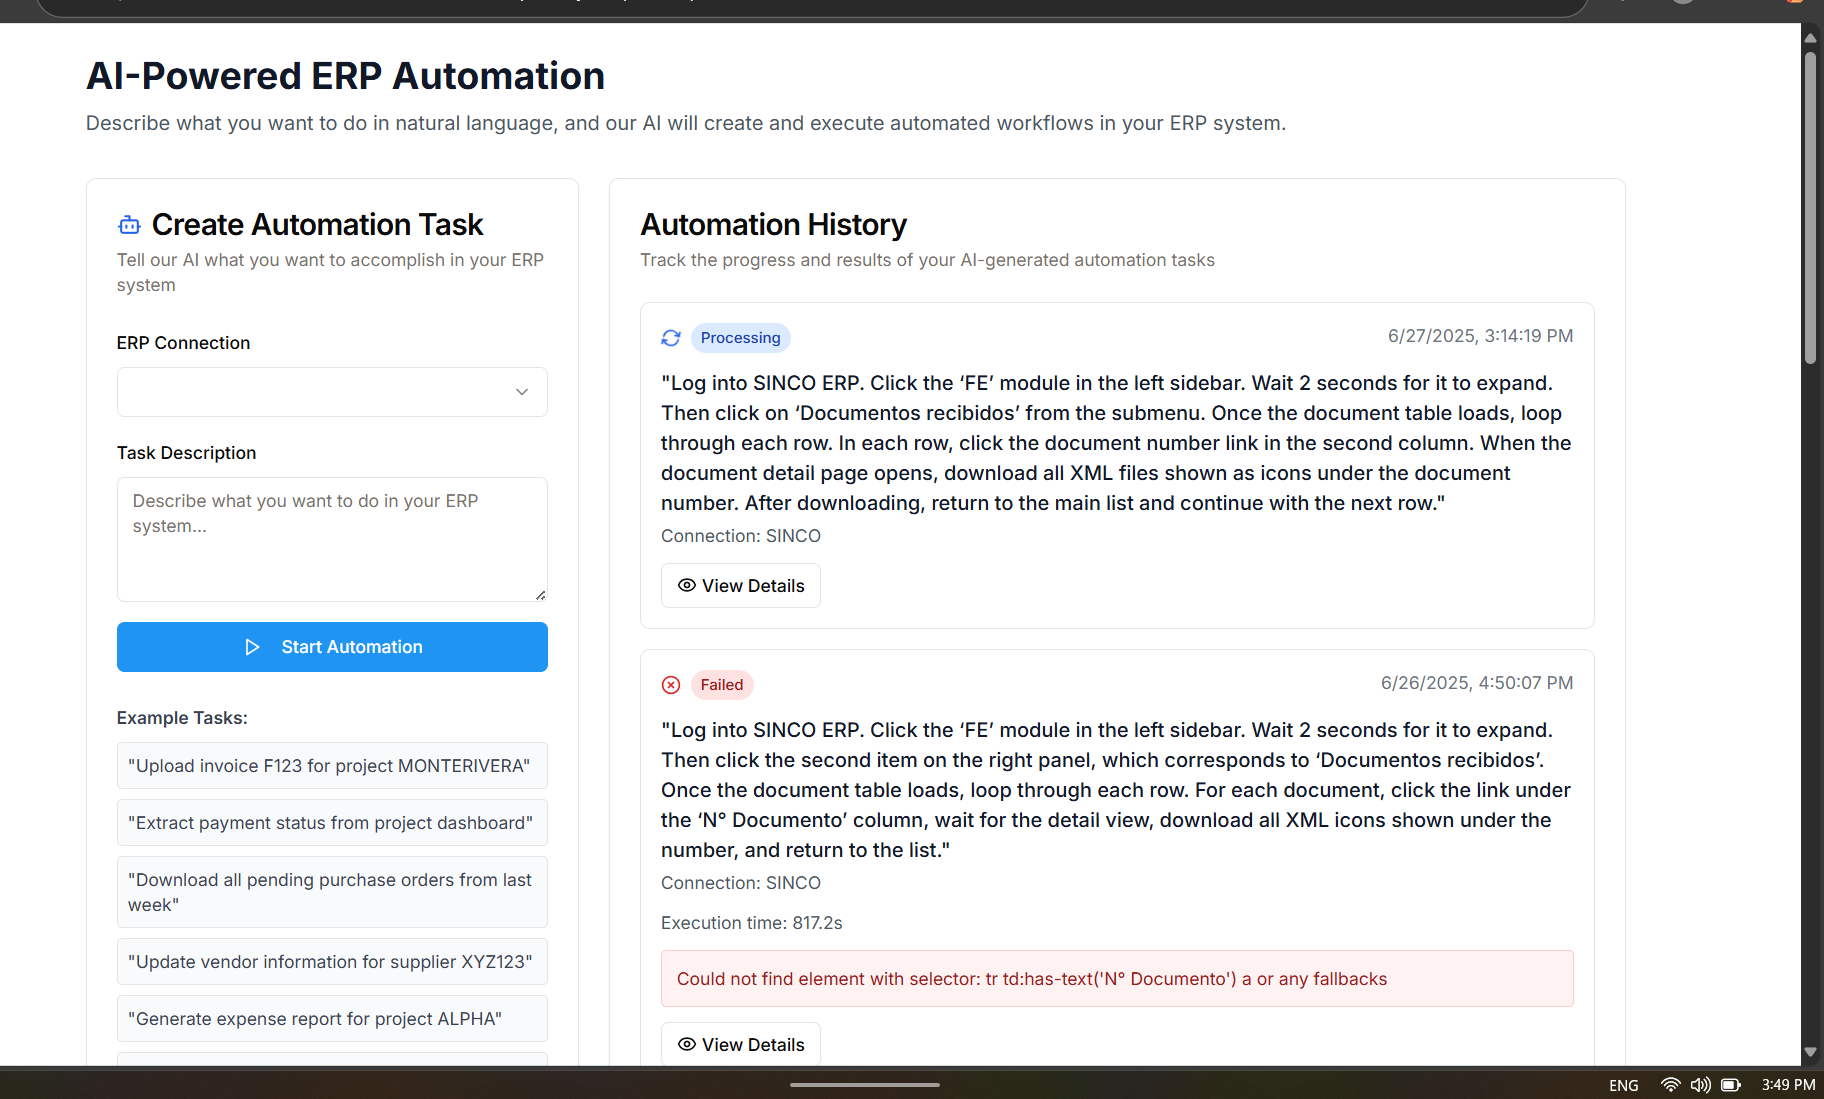 AI-Powered ERP Automation
Describe what you want to do in natural language, and our AI will create and execute automated workflows in your ERP system.
Create Automation Task
Tell our AI what you want to accomplish in your ERP
system
ERP Connection
Task Description
Describe what you want to do in your ERP
system...
Start Automation
Example Tasks:
"Upload invoice F123 for project MONTERIVERA"
"Extract payment status from project dashboard"
"Download all pending purchase orders from last
week"
"Update vendor information for supplier XYZ123"
"Generate expense report for project ALPHA"
Automation History
Track the progress and results of your AI-generated automation tasks
Processing
6/27/2025, 3:14:19 PM
"Log into SINCO ERP. Click the ‘FE’ module in the left sidebar. Wait 2 seconds for it to expand.
Then click on ‘Documentos recibidos’ from the submenu. Once the document table loads, loop
through each row. In each row, click the document number link in the second column. When the
document detail page opens, download all XML files shown as icons under the document
number. After downloading, return to the main list and continue with the next row."
Connection: SINCO
View Details
Failed
6/26/2025, 4:50:07 PM
"Log into SINCO ERP. Click the ‘FE’ module in the left sidebar. Wait 2 seconds for it to expand.
Then click the second item on the right panel, which corresponds to ‘Documentos recibidos’.
Once the document table loads, loop through each row. For each document, click the link under
the ‘N° Documento’ column, wait for the detail view, download all XML icons shown under the
number, and return to the list."
Connection: SINCO
Execution time: 817.2s
Could not find element with selector: tr td:has-text('N° Documento') a or any fallbacks
View Details
ENG
3:49 PM